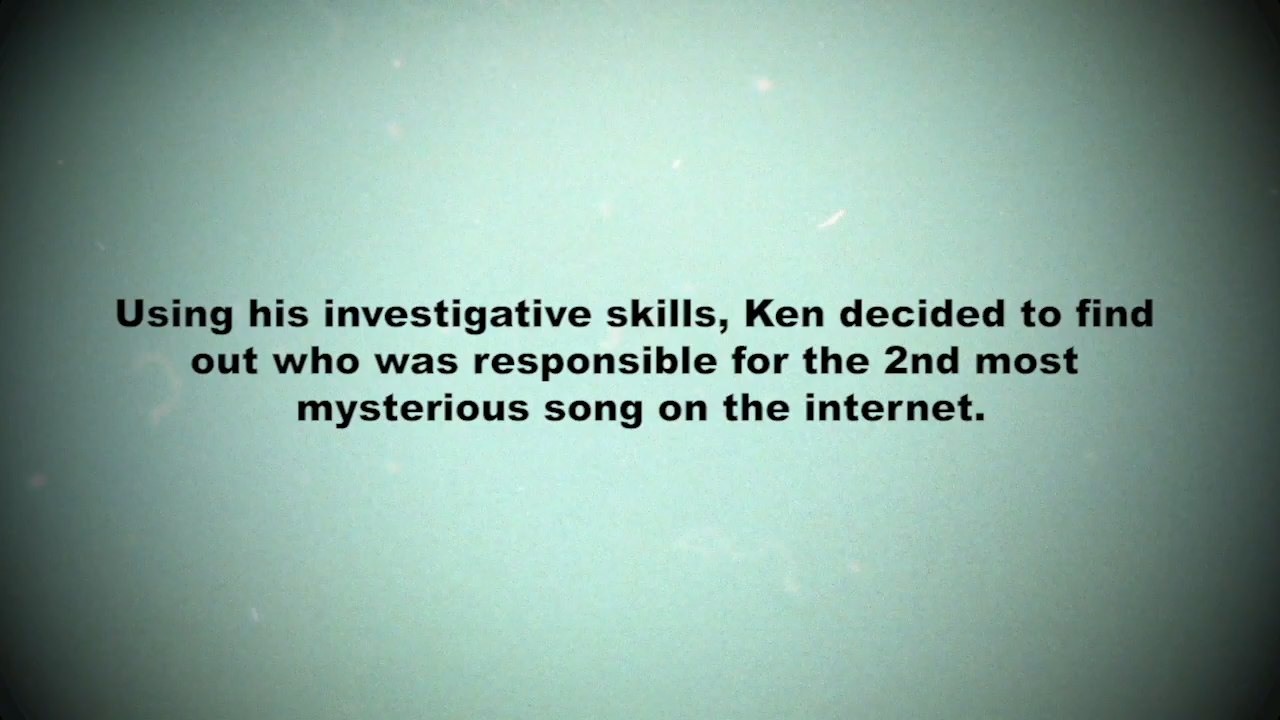 Using his investigative skills, Ken decided to find
out who was responsible for the 2nd most
mysterious song on the internet.